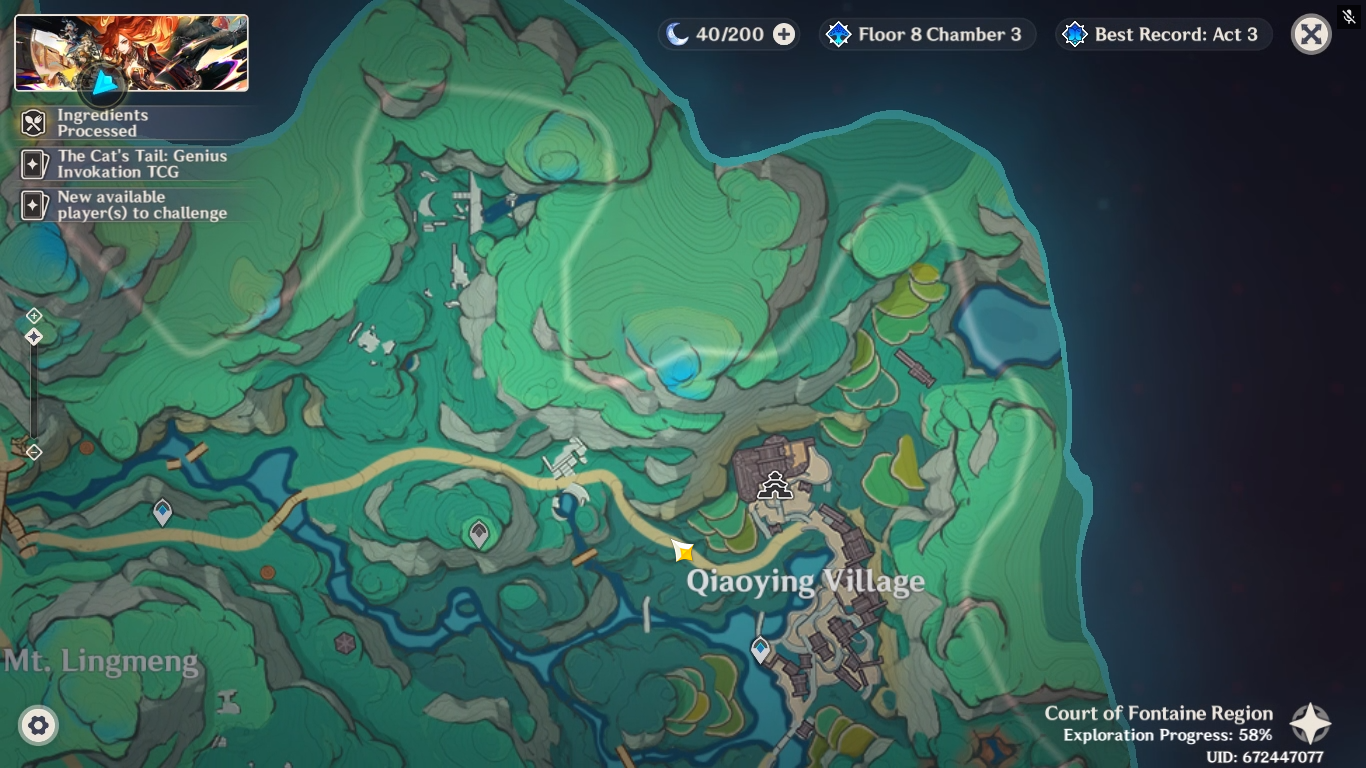 40/200
Floor 8 Chamber 3
Best Record: Act 3
Ingredients
Processed
The Cat's Tail: Genius
Invokation TCG
New available
player(s) to challenge
Qiaoying Village
Mt. Lingmeng
Court of Fontaine Region
Exploration Progress: 58%
UID: 672447077